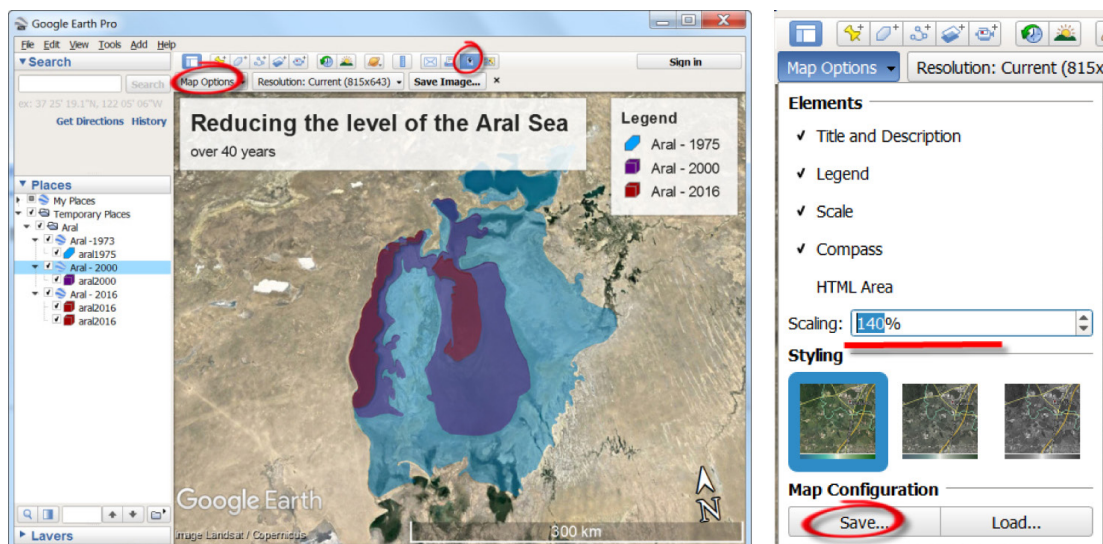 Google Earth Pro
File Edit View Tools Add Help
Search
Search
ex: 37 25' 19.1"N, 122 05' 06"W
Get Directions History
Places
My Places
Temporary Places
Aral
Aral -1973
aral1975
Aral - 2000
aral2000
Aral - 2016
aral2016
aral2016
Layers
Sign in
Map Options
Resolution: Current (815x643)
Save Image...
Reducing the level of the Aral Sea
over 40 years
Legend
Aral - 1975
Aral - 2000
Aral - 2016
Google Earth
Image Landsat / Copernicus
N
300 km
Map Options
Resolution: Current (815x
Elements
Title and Description
Legend
Scale
Compass
HTML Area
Scaling: 140%
Styling
Map Configuration
Save...
Load...